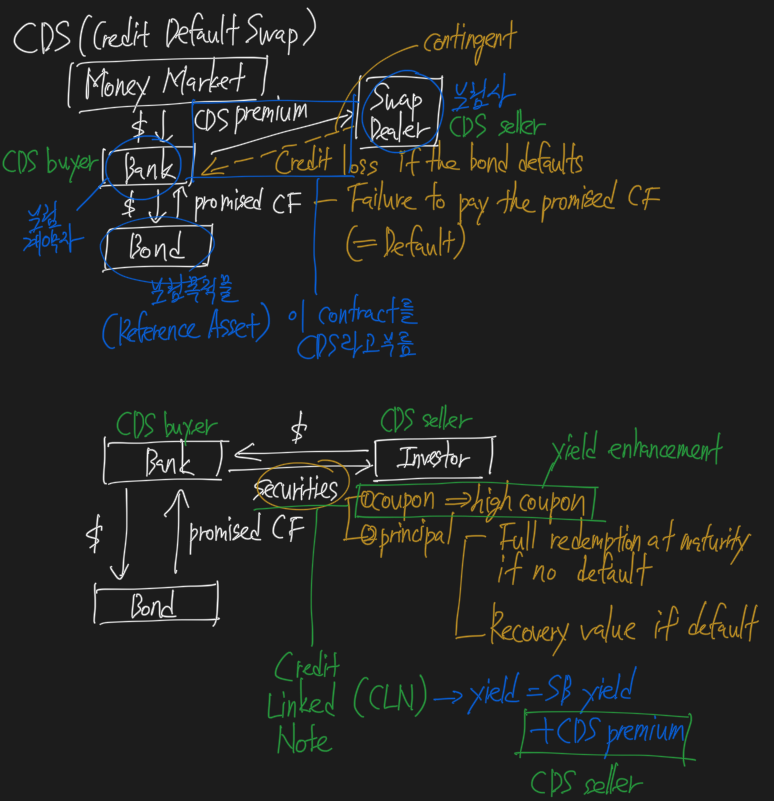 CDS (Credit Default Swap)
contingent
Money Market
$
CDS premium
Swap
Dealer
보험사
CDS seller
CDS buyer
Bank
Credit loss if the bond defaults
$
promised CF
Failure to pay the promised CF
(= Default)
보험
계약자
Bond
보험목적물
(Reference Asset)
이 contract를
CDS라고 부름
CDS buyer
$
CDS seller
Bank
Investor
yield enhancement
securities
① coupon ⇒ high coupon
② principal
$
promised CF
Full redemption at maturity
if no default
Bond
Recovery value if default
Credit
Linked (CLN) → yield = SB yield
Note
+ CDS premium
CDS seller